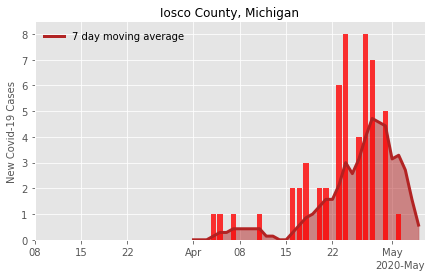 Iosco County, Michigan
7 day moving average
New Covid-19 Cases
8
7
6
5
4
3
2
1
0
08
15
22
Apr
08
15
22
May
2020-May